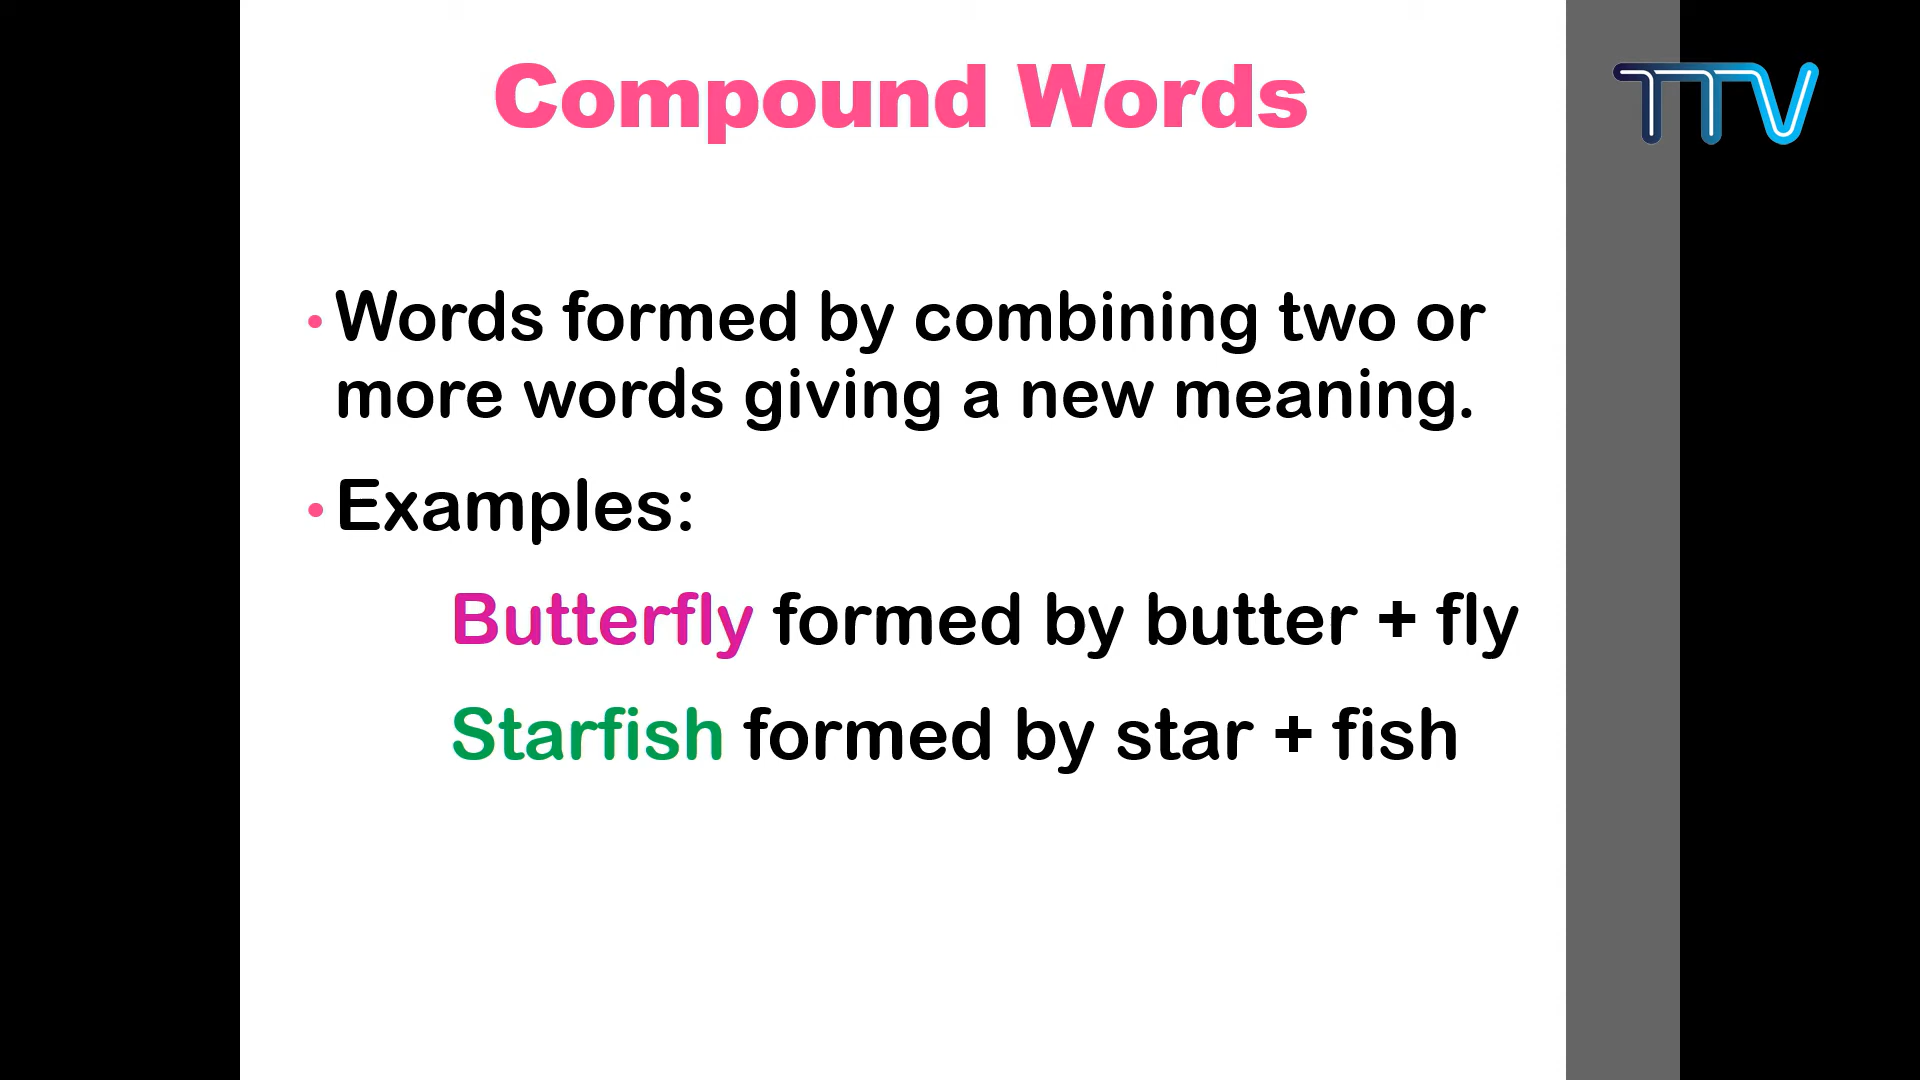 Compound Words
TTV
• Words formed by combining two or
more words giving a new meaning.
• Examples:
Butterfly formed by butter + fly
Starfish formed by star + fish